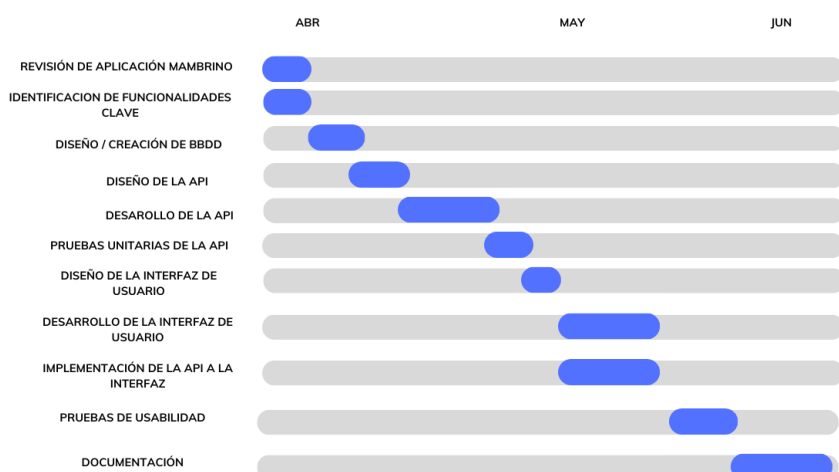 ABR MAY JUN
REVISIÓN DE APLICACIÓN MAMBRINO
IDENTIFICACION DE FUNCIONALIDADES
CLAVE
DISEÑO / CREACIÓN DE BBDD
DISEÑO DE LA API
DESAROLLO DE LA API
PRUEBAS UNITARIAS DE LA API
DISEÑO DE LA INTERFAZ DE
USUARIO
DESARROLLO DE LA INTERFAZ DE
USUARIO
IMPLEMENTACIÓN DE LA API A LA
INTERFAZ
PRUEBAS DE USABILIDAD
DOCUMENTACIÓN